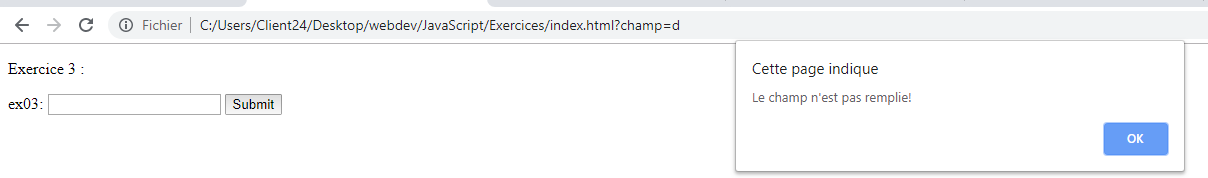 Fichier | C:/Users/Client24/Desktop/webdev/JavaScript/Exercices/index.html?champ=d
Exercice 3 :
ex03: Submit
Cette page indique
Le champ n'est pas remplie!
OK